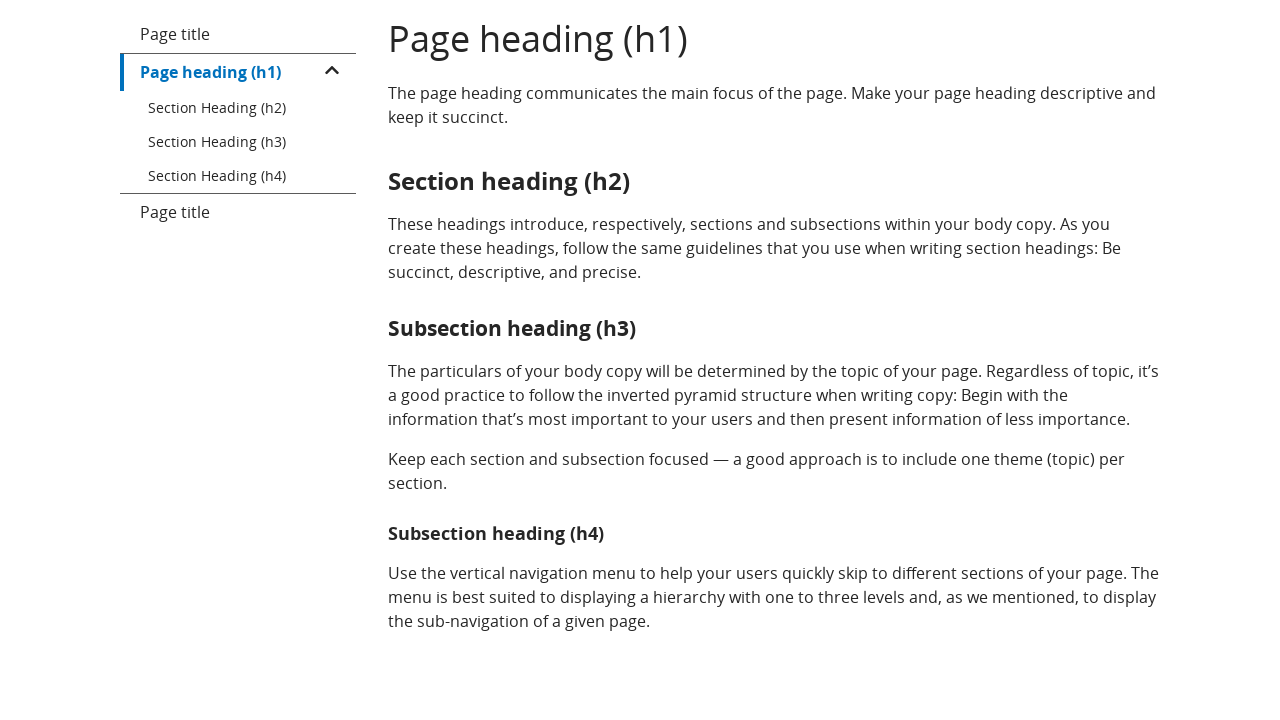 Page title
Page heading (h1)
Section Heading (h2)
Section Heading (h3)
Section Heading (h4)
Page title
Page heading (h1)
The page heading communicates the main focus of the page. Make your page heading descriptive and
keep it succinct.
Section heading (h2)
These headings introduce, respectively, sections and subsections within your body copy. As you
create these headings, follow the same guidelines that you use when writing section headings: Be
succinct, descriptive, and precise.
Subsection heading (h3)
The particulars of your body copy will be determined by the topic of your page. Regardless of topic, it’s
a good practice to follow the inverted pyramid structure when writing copy: Begin with the
information that’s most important to your users and then present information of less importance.
Keep each section and subsection focused — a good approach is to include one theme (topic) per
section.
Subsection heading (h4)
Use the vertical navigation menu to help your users quickly skip to different sections of your page. The
menu is best suited to displaying a hierarchy with one to three levels and, as we mentioned, to display
the sub-navigation of a given page.